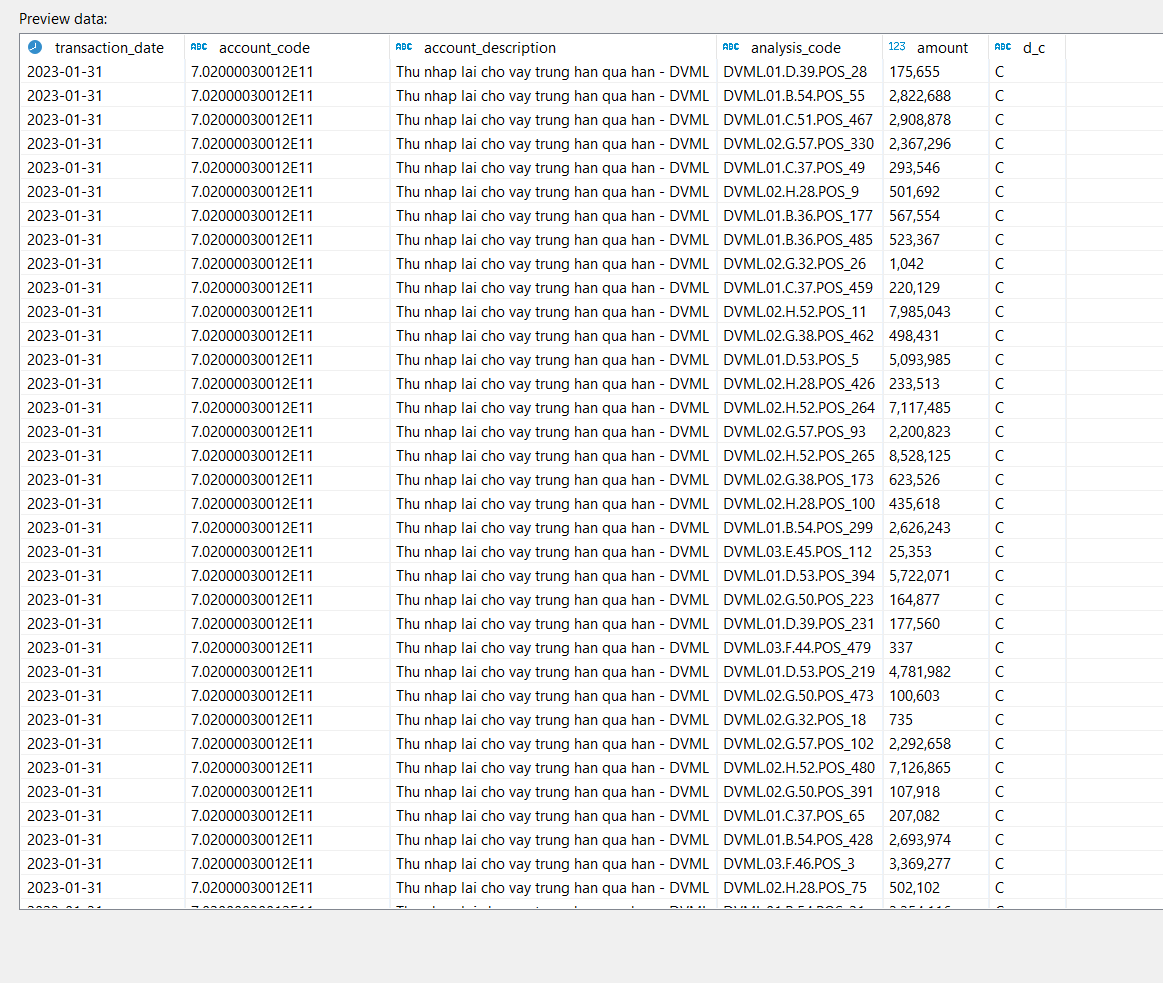 Preview data:
transaction_date ABC account_code ABC account_description ABC analysis_code 123 amount ABC d_c
2023-01-31 7.02000030012E11 Thu nhap lai cho vay trung han qua han - DVML DVML.01.D.39.POS_28 175,655 C
2023-01-31 7.02000030012E11 Thu nhap lai cho vay trung han qua han - DVML DVML.01.B.54.POS_55 2,822,688 C
2023-01-31 7.02000030012E11 Thu nhap lai cho vay trung han qua han - DVML DVML.01.C.51.POS_467 2,908,878 C
2023-01-31 7.02000030012E11 Thu nhap lai cho vay trung han qua han - DVML DVML.02.G.57.POS_330 2,367,296 C
2023-01-31 7.02000030012E11 Thu nhap lai cho vay trung han qua han - DVML DVML.01.C.37.POS_49 293,546 C
2023-01-31 7.02000030012E11 Thu nhap lai cho vay trung han qua han - DVML DVML.02.H.28.POS_9 501,692 C
2023-01-31 7.02000030012E11 Thu nhap lai cho vay trung han qua han - DVML DVML.01.B.36.POS_177 567,554 C
2023-01-31 7.02000030012E11 Thu nhap lai cho vay trung han qua han - DVML DVML.01.B.36.POS_485 523,367 C
2023-01-31 7.02000030012E11 Thu nhap lai cho vay trung han qua han - DVML DVML.02.G.32.POS_26 1,042 C
2023-01-31 7.02000030012E11 Thu nhap lai cho vay trung han qua han - DVML DVML.01.C.37.POS_459 220,129 C
2023-01-31 7.02000030012E11 Thu nhap lai cho vay trung han qua han - DVML DVML.02.H.52.POS_11 7,985,043 C
2023-01-31 7.02000030012E11 Thu nhap lai cho vay trung han qua han - DVML DVML.02.G.38.POS_462 498,431 C
2023-01-31 7.02000030012E11 Thu nhap lai cho vay trung han qua han - DVML DVML.01.D.53.POS_5 5,093,985 C
2023-01-31 7.02000030012E11 Thu nhap lai cho vay trung han qua han - DVML DVML.02.H.28.POS_426 233,513 C
2023-01-31 7.02000030012E11 Thu nhap lai cho vay trung han qua han - DVML DVML.02.H.52.POS_264 7,117,485 C
2023-01-31 7.02000030012E11 Thu nhap lai cho vay trung han qua han - DVML DVML.02.G.57.POS_93 2,200,823 C
2023-01-31 7.02000030012E11 Thu nhap lai cho vay trung han qua han - DVML DVML.02.H.52.POS_265 8,528,125 C
2023-01-31 7.02000030012E11 Thu nhap lai cho vay trung han qua han - DVML DVML.02.G.38.POS_173 623,526 C
2023-01-31 7.02000030012E11 Thu nhap lai cho vay trung han qua han - DVML DVML.02.H.28.POS_100 435,618 C
2023-01-31 7.02000030012E11 Thu nhap lai cho vay trung han qua han - DVML DVML.01.B.54.POS_299 2,626,243 C
2023-01-31 7.02000030012E11 Thu nhap lai cho vay trung han qua han - DVML DVML.03.E.45.POS_112 25,353 C
2023-01-31 7.02000030012E11 Thu nhap lai cho vay trung han qua han - DVML DVML.01.D.53.POS_394 5,722,071 C
2023-01-31 7.02000030012E11 Thu nhap lai cho vay trung han qua han - DVML DVML.02.G.50.POS_223 164,877 C
2023-01-31 7.02000030012E11 Thu nhap lai cho vay trung han qua han - DVML DVML.01.D.39.POS_231 177,560 C
2023-01-31 7.02000030012E11 Thu nhap lai cho vay trung han qua han - DVML DVML.03.F.44.POS_479 337 C
2023-01-31 7.02000030012E11 Thu nhap lai cho vay trung han qua han - DVML DVML.01.D.53.POS_219 4,781,982 C
2023-01-31 7.02000030012E11 Thu nhap lai cho vay trung han qua han - DVML DVML.02.G.50.POS_473 100,603 C
2023-01-31 7.02000030012E11 Thu nhap lai cho vay trung han qua han - DVML DVML.02.G.32.POS_18 735 C
2023-01-31 7.02000030012E11 Thu nhap lai cho vay trung han qua han - DVML DVML.02.G.57.POS_102 2,292,658 C
2023-01-31 7.02000030012E11 Thu nhap lai cho vay trung han qua han - DVML DVML.02.H.52.POS_480 7,126,865 C
2023-01-31 7.02000030012E11 Thu nhap lai cho vay trung han qua han - DVML DVML.02.G.50.POS_391 107,918 C
2023-01-31 7.02000030012E11 Thu nhap lai cho vay trung han qua han - DVML DVML.01.C.37.POS_65 207,082 C
2023-01-31 7.02000030012E11 Thu nhap lai cho vay trung han qua han - DVML DVML.01.B.54.POS_428 2,693,974 C
2023-01-31 7.02000030012E11 Thu nhap lai cho vay trung han qua han - DVML DVML.03.F.46.POS_3 3,369,277 C
2023-01-31 7.02000030012E11 Thu nhap lai cho vay trung han qua han - DVML DVML.02.H.28.POS_75 502,102 C